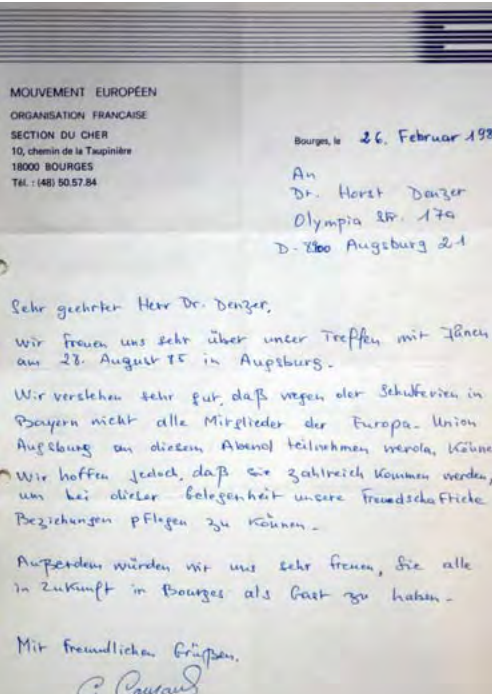 MOUVEMENT EUROPÉEN
ORGANISATION FRANCAISE
SECTION DU CHER
10, chemin de la Taupinière
18000 BOURGES
Tél. : (48) 50.57.84
Bourges, le 26. Februar 198
An
Dr. Horst Denzer
Olympia Str. 17a
D-8900 Augsburg 21
Sehr geehrter Herr Dr. Denzer,
wir freuen uns sehr über unser Treffen mit Ihnen
am 28. August 85 in Augsburg.
Wir verstehen sehr gut, daß wegen der Schulferien in
Bayern nicht alle Mitglieder der Europa-Union
Augsburg an diesem Abend teilnehmen werden, können
Wir hoffen jedoch, daß sie zahlreich kommen werden,
um bei dieser Gelegenheit unsere Freundschaftliche
Beziehungen pflegen zu können.
Außerdem würden wir uns sehr freuen, Sie alle
in Zukunft in Bourges als Gast zu haben.
Mit freundlichen Grüßen,